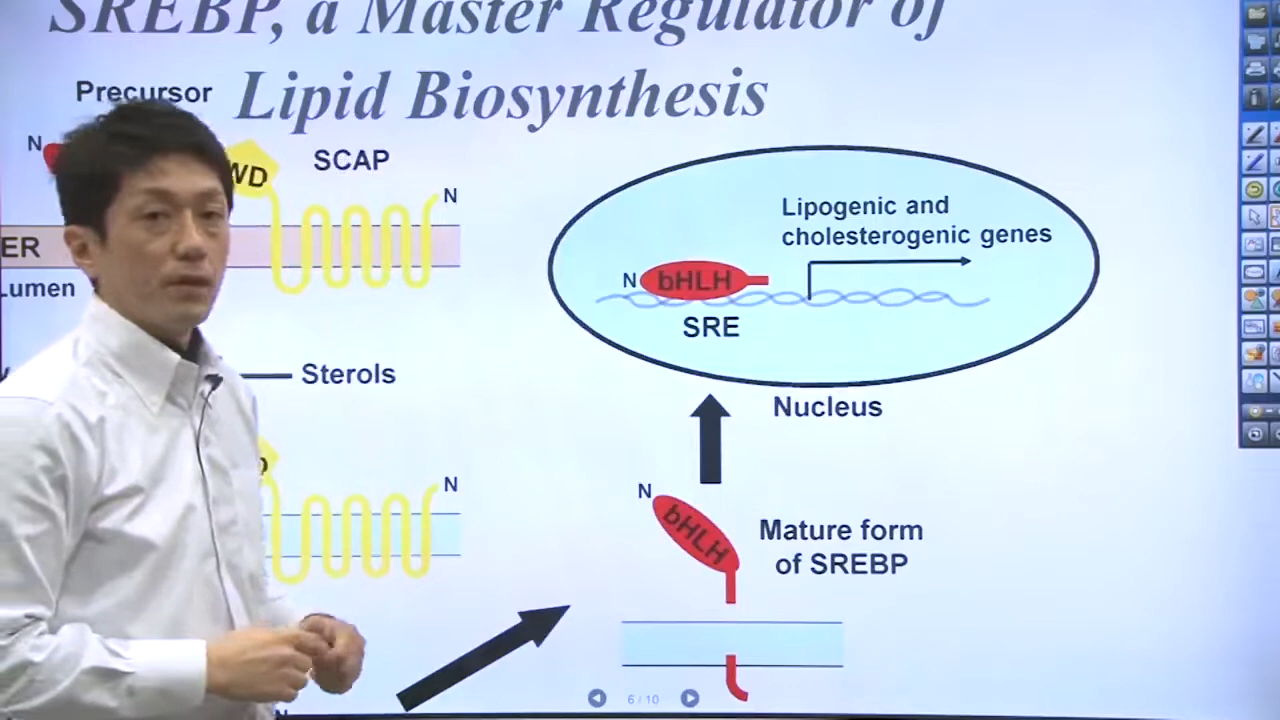 SREBP, a Master Regulator of
Lipid Biosynthesis
Precursor
N
WD
SCAP
N
ER
Lumen
Sterols
N
Lipogenic and
cholesterogenic genes
N
bHLH
SRE
Nucleus
N
bHLH
Mature form
of SREBP
6 / 10